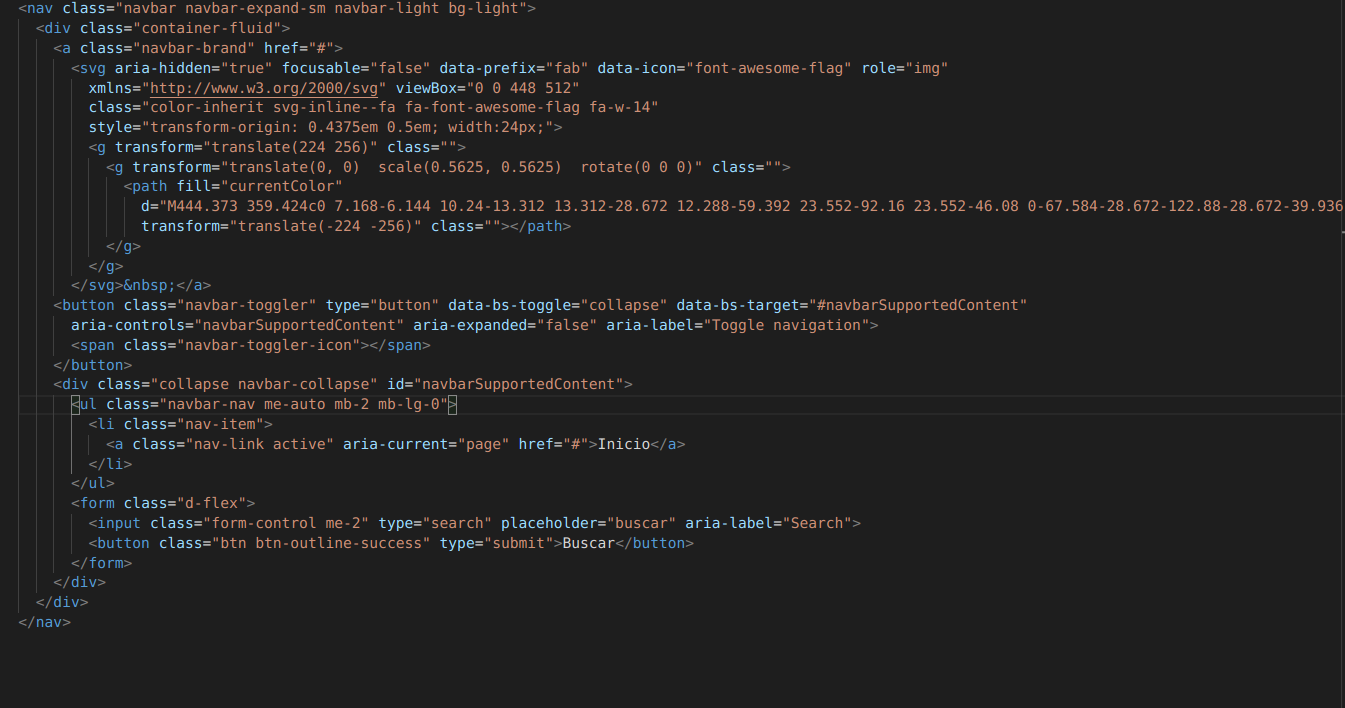 <nav class="navbar navbar-expand-sm navbar-light bg-light">
<div class="container-fluid">
<a class="navbar-brand" href="#">
<svg aria-hidden="true" focusable="false" data-prefix="fab" data-icon="font-awesome-flag" role="img"
xmlns="http://www.w3.org/2000/svg" viewBox="0 0 448 512"
class="color-inherit svg-inline--fa fa-font-awesome-flag fa-w-14"
style="transform-origin: 0.4375em 0.5em; width:24px;">
<g transform="translate(224 256)" class="">
<g transform="translate(0, 0)  scale(0.5625, 0.5625)  rotate(0 0 0)" class="">
<path fill="currentColor"
d="M444.373 359.424c0 7.168-6.144 10.24-13.312 13.312-28.672 12.288-59.392 23.552-92.16 23.552-46.08 0-67.584-28.672-122.88-28.672-39.936
transform="translate(-224 -256)" class=""></path>
</g>
</g>
</svg>&nbsp;</a>
<button class="navbar-toggler" type="button" data-bs-toggle="collapse" data-bs-target="#navbarSupportedContent"
aria-controls="navbarSupportedContent" aria-expanded="false" aria-label="Toggle navigation">
<span class="navbar-toggler-icon"></span>
</button>
<div class="collapse navbar-collapse" id="navbarSupportedContent">
<ul class="navbar-nav me-auto mb-2 mb-lg-0">
<li class="nav-item">
<a class="nav-link active" aria-current="page" href="#">Inicio</a>
</li>
</ul>
<form class="d-flex">
<input class="form-control me-2" type="search" placeholder="buscar" aria-label="Search">
<button class="btn btn-outline-success" type="submit">Buscar</button>
</form>
</div>
</div>
</nav>